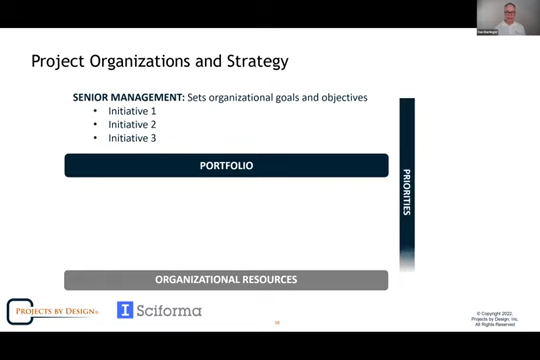 Project Organizations and Strategy
SENIOR MANAGEMENT: Sets organizational goals and objectives
• Initiative 1
• Initiative 2
• Initiative 3
PORTFOLIO
PRIORITIES
ORGANIZATIONAL RESOURCES
PROJECTS BY DESIGN®
Sciforma
© Copyright 2022,
Projects by Design, Inc.
All Rights Reserved